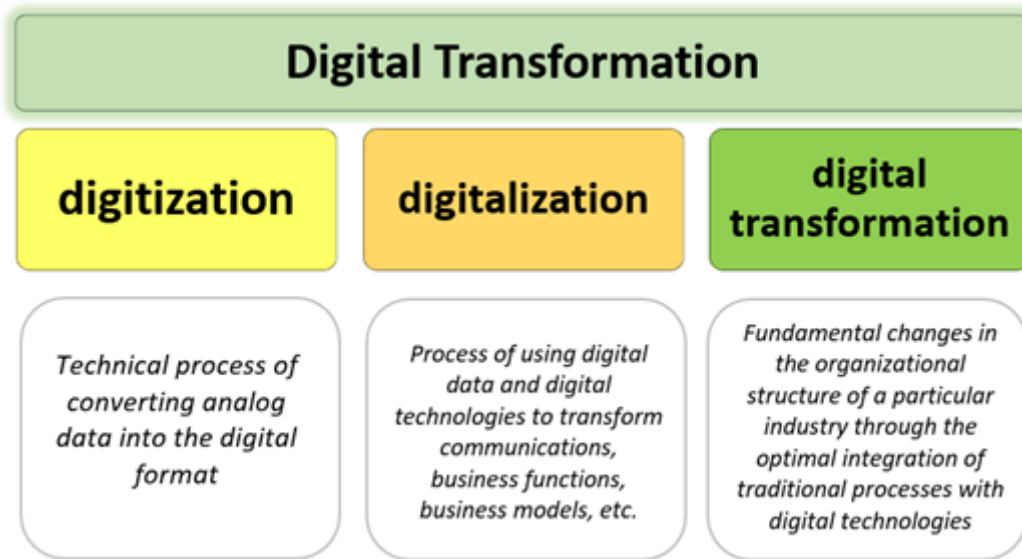 Digital Transformation
digitization
digitalization
digital
transformation
Technical process of
converting analog
data into the digital
format
Process of using digital
data and digital
technologies to transform
communications,
business functions,
business models, etc.
Fundamental changes in
the organizational
structure of a particular
industry through the
optimal integration of
traditional processes with
digital technologies